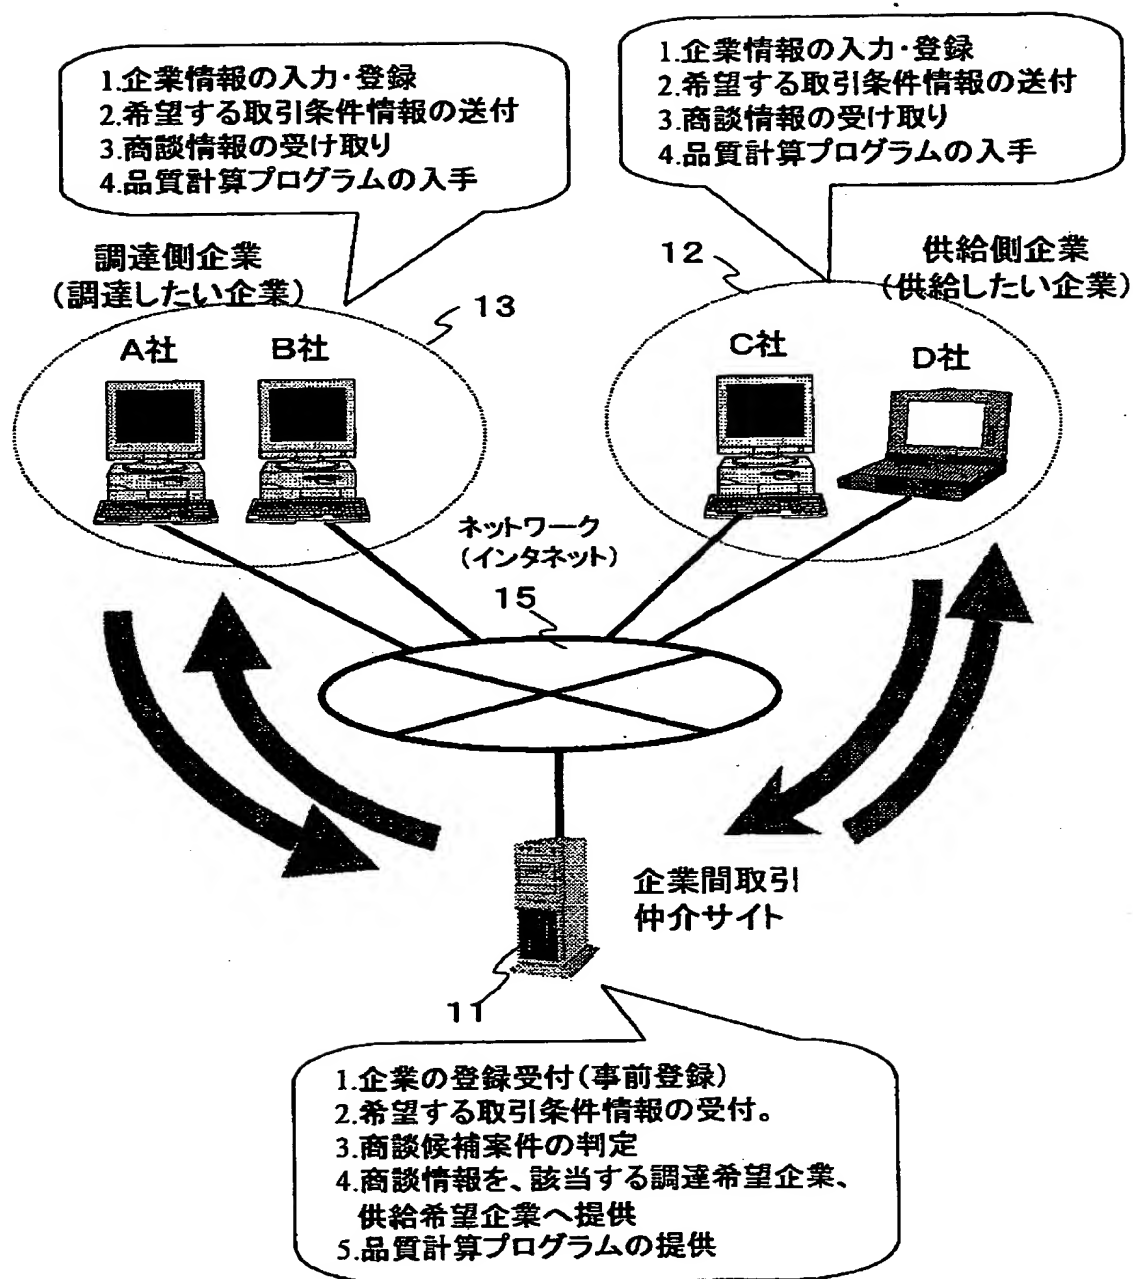 1.企業情報の入力・登録
2.希望する取引条件情報の送付
3.商談情報の受け取り
4.品質計算プログラムの入手
1.企業情報の入力・登録
2.希望する取引条件情報の送付
3.商談情報の受け取り
4.品質計算プログラムの入手
調達側企業
(調達したい企業)
13
A社
B社
12
供給側企業
(供給したい企業)
C社
D社
ネットワーク
(インタネット)
15
企業間取引
仲介サイト
11
1.企業の登録受付(事前登録)
2.希望する取引条件情報の受付。
3.商談候補案件の判定
4.商談情報を、該当する調達希望企業、
供給希望企業へ提供
5.品質計算プログラムの提供